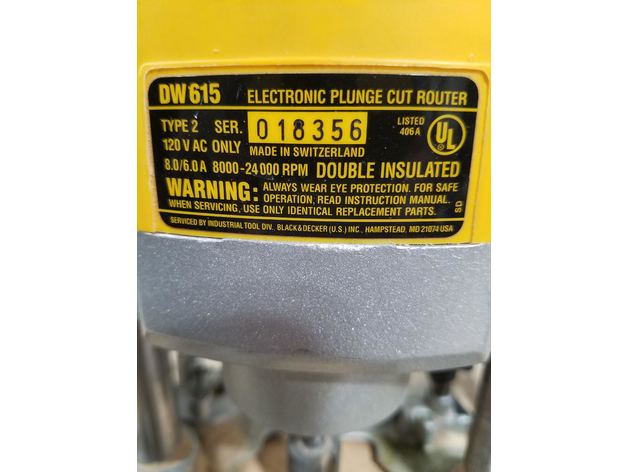 DW615 ELECTRONIC PLUNGE CUT ROUTER
TYPE 2 SER. 018356 LISTED 406A UL
120 V AC ONLY MADE IN SWITZERLAND
8.0/6.0 A 8000-24 000 RPM DOUBLE INSULATED
WARNING: ALWAYS WEAR EYE PROTECTION. FOR SAFE
OPERATION, READ INSTRUCTION MANUAL.
WHEN SERVICING, USE ONLY IDENTICAL REPLACEMENT PARTS. SD
SERVICED BY INDUSTRIAL TOOL DIV., BLACK & DECKER (U.S.) INC., HAMPSTEAD, MD 21074 USA